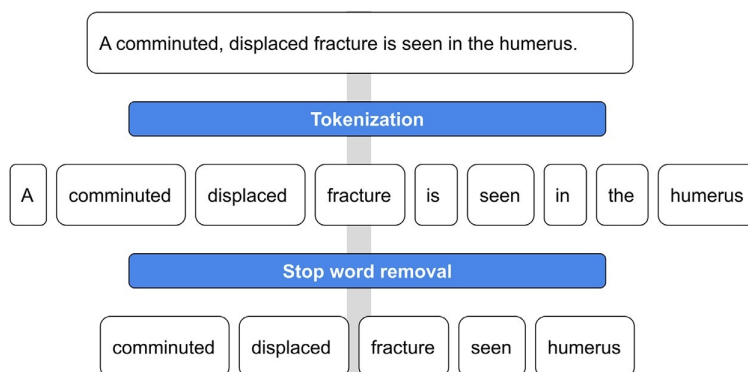 A comminuted, displaced fracture is seen in the humerus.
Tokenization
A comminuted displaced fracture is seen in the humerus
Stop word removal
comminuted displaced fracture seen humerus